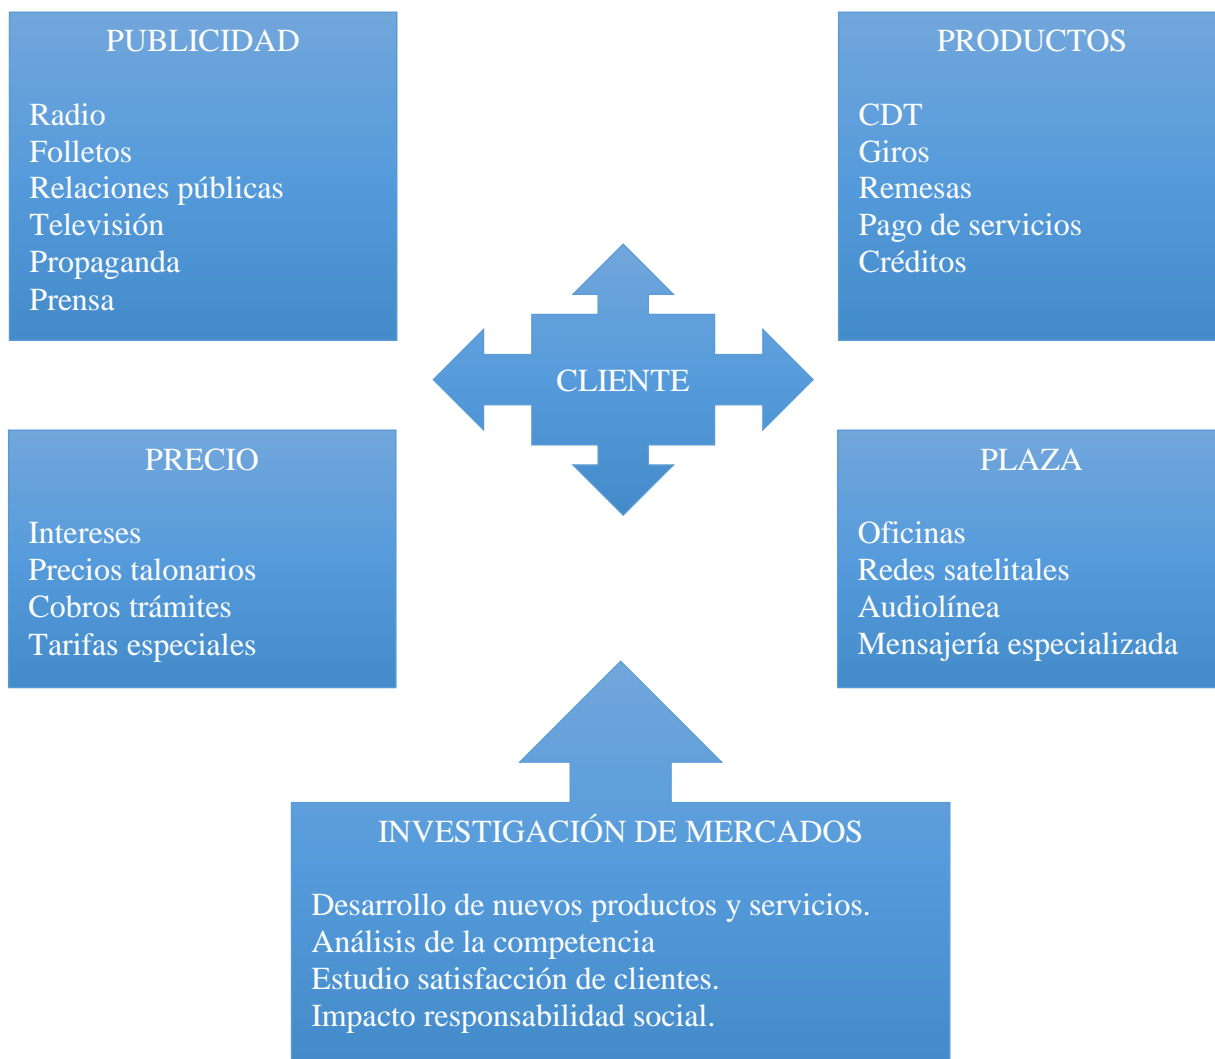 PUBLICIDAD
Radio
Folletos
Relaciones públicas
Televisión
Propaganda
Prensa
PRODUCTOS
CDT
Giros
Remesas
Pago de servicios
Créditos
CLIENTE
PRECIO
Intereses
Precios talonarios
Cobros trámites
Tarifas especiales
PLAZA
Oficinas
Redes satelitales
Audiolínea
Mensajería especializada
INVESTIGACIÓN DE MERCADOS
Desarrollo de nuevos productos y servicios.
Análisis de la competencia
Estudio satisfacción de clientes.
Impacto responsabilidad social.